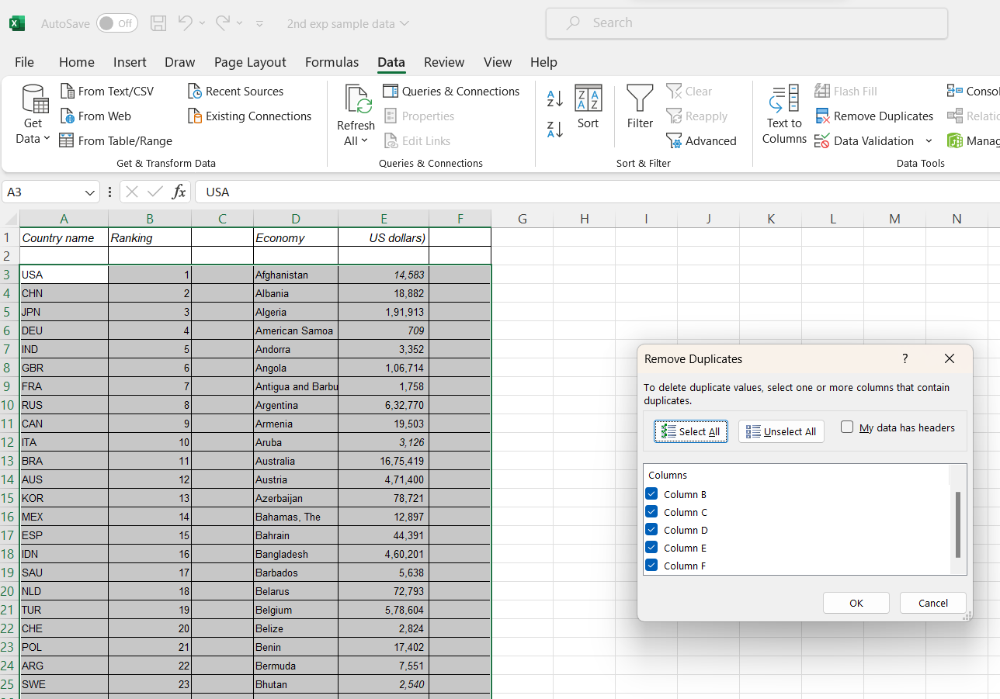 AutoSave Off 2nd exp sample data Search
File Home Insert Draw Page Layout Formulas Data Review View Help
Get Data
From Text/CSV
From Web
From Table/Range
Recent Sources
Existing Connections
Get & Transform Data
Refresh All
Queries & Connections
Properties
Edit Links
Queries & Connections
Sort
Filter
Clear
Reapply
Advanced
Sort & Filter
Text to Columns
Flash Fill
Remove Duplicates
Data Validation
Consol
Relatio
Manag
Data Tools
A3 fx USA
A B C D E F G H I J K L M N
1 Country name Ranking Economy US dollars)
2
3 USA 1 Afghanistan 14,583
4 CHN 2 Albania 18,882
5 JPN 3 Algeria 1,91,913
6 DEU 4 American Samoa 709
7 IND 5 Andorra 3,352
8 GBR 6 Angola 1,06,714
9 FRA 7 Antigua and Barbu 1,758
10 RUS 8 Argentina 6,32,770
11 CAN 9 Armenia 19,503
12 ITA 10 Aruba 3,126
13 BRA 11 Australia 16,75,419
14 AUS 12 Austria 4,71,400
15 KOR 13 Azerbaijan 78,721
16 MEX 14 Bahamas, The 12,897
17 ESP 15 Bahrain 44,391
18 IDN 16 Bangladesh 4,60,201
19 SAU 17 Barbados 5,638
20 NLD 18 Belarus 72,793
21 TUR 19 Belgium 5,78,604
22 CHE 20 Belize 2,824
23 POL 21 Benin 17,402
24 ARG 22 Bermuda 7,551
25 SWE 23 Bhutan 2,540
Remove Duplicates ?
To delete duplicate values, select one or more columns that contain
duplicates.
Select All Unselect All My data has headers
Columns
Column B
Column C
Column D
Column E
Column F
OK Cancel